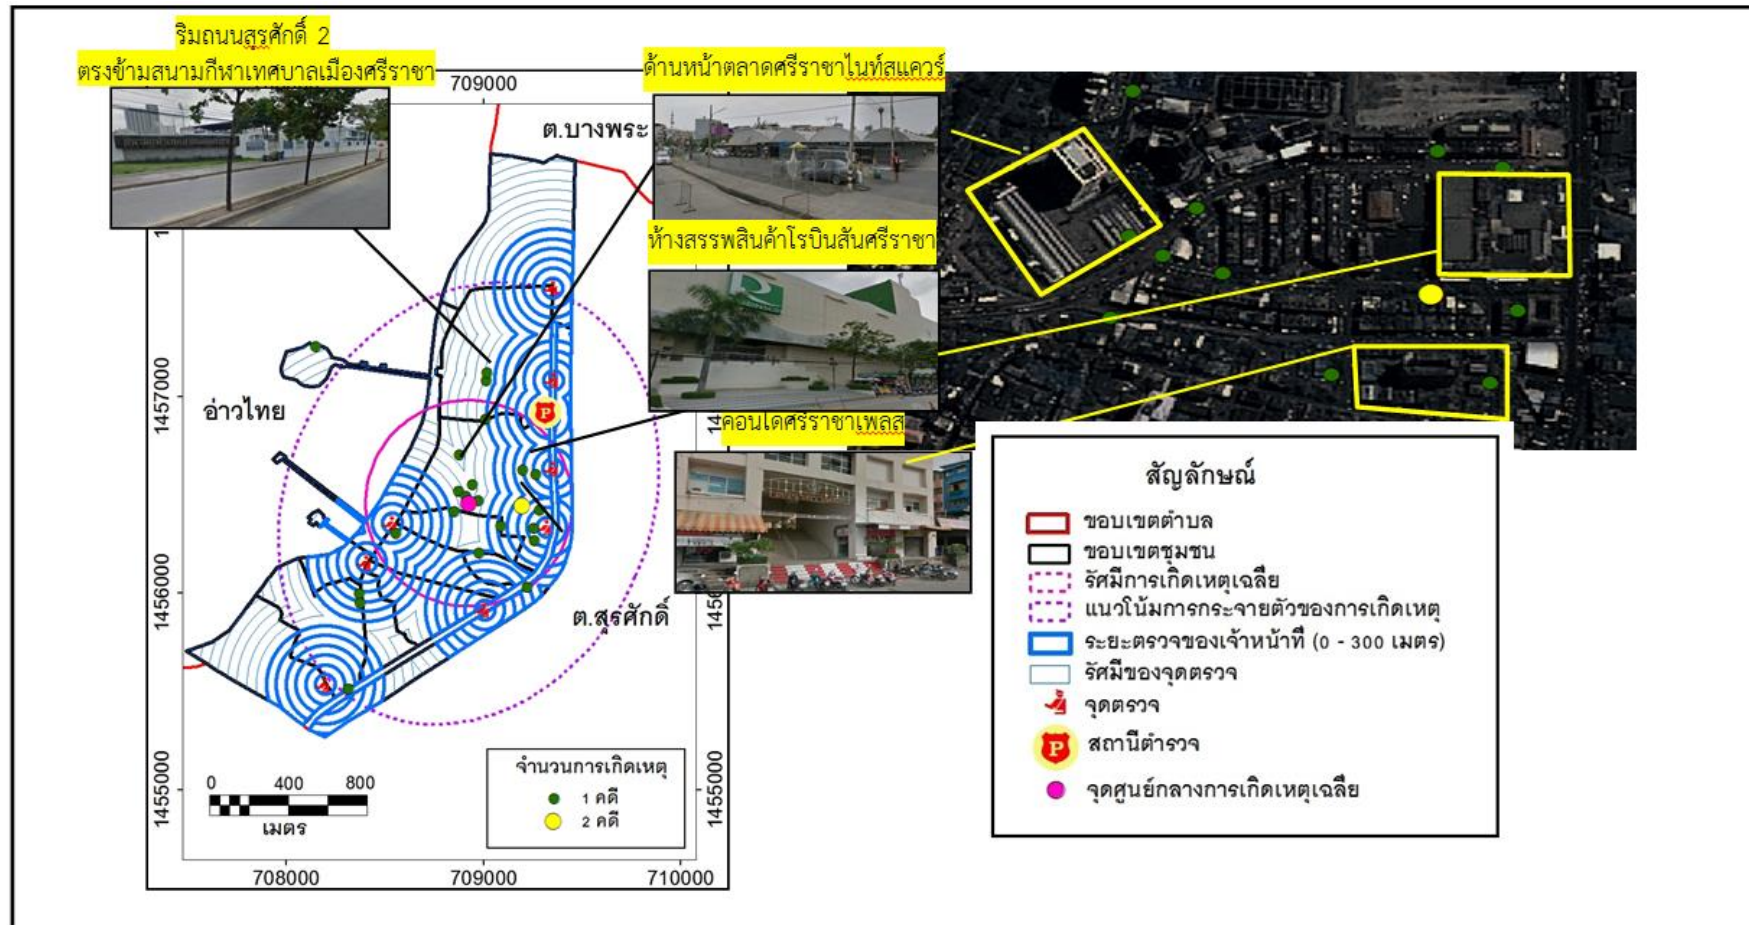 ริมถนนสุรศักดิ์ 2
ตรงข้ามสนามกีฬาเทศบาลเมืองศรีราชา
ด้านหน้าตลาดศรีราชาไนท์สแควร์
709000
ต.บางพระ
ห้างสรรพสินค้าโรบินสันศรีราชา
คอนโดศรีราชาเพลส
อ่าวไทย
1457000
1456000
1455000
P
ต.สุรศักดิ์
1455000
0 400 800
เมตร
จำนวนการเกิดเหตุ
1 คดี
2 คดี
708000 709000 710000
สัญลักษณ์
ขอบเขตตำบล
ขอบเขตชุมชน
รัศมีการเกิดเหตุเฉลี่ย
แนวโน้มการกระจายตัวของการเกิดเหตุ
ระยะตรวจของเจ้าหน้าที่ (0 - 300 เมตร)
รัศมีของจุดตรวจ
จุดตรวจ
P สถานีตำรวจ
จุดศูนย์กลางการเกิดเหตุเฉลี่ย